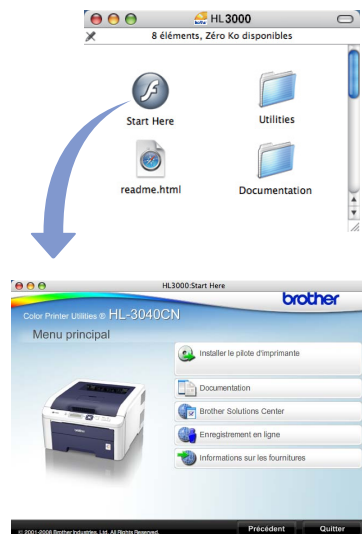 HL3000
8 éléments, Zéro Ko disponibles
Start Here
Utilities
readme.html
Documentation
HL3000:Start Here
brother
Color Printer Utilities ® HL-3040CN
Menu principal
Installer le pilote d'imprimante
Documentation
Brother Solutions Center
Enregistrement en ligne
Informations sur les fournitures
© 2001-2008 Brother Industries, Ltd. All Rights Reserved.
Précédent
Quitter